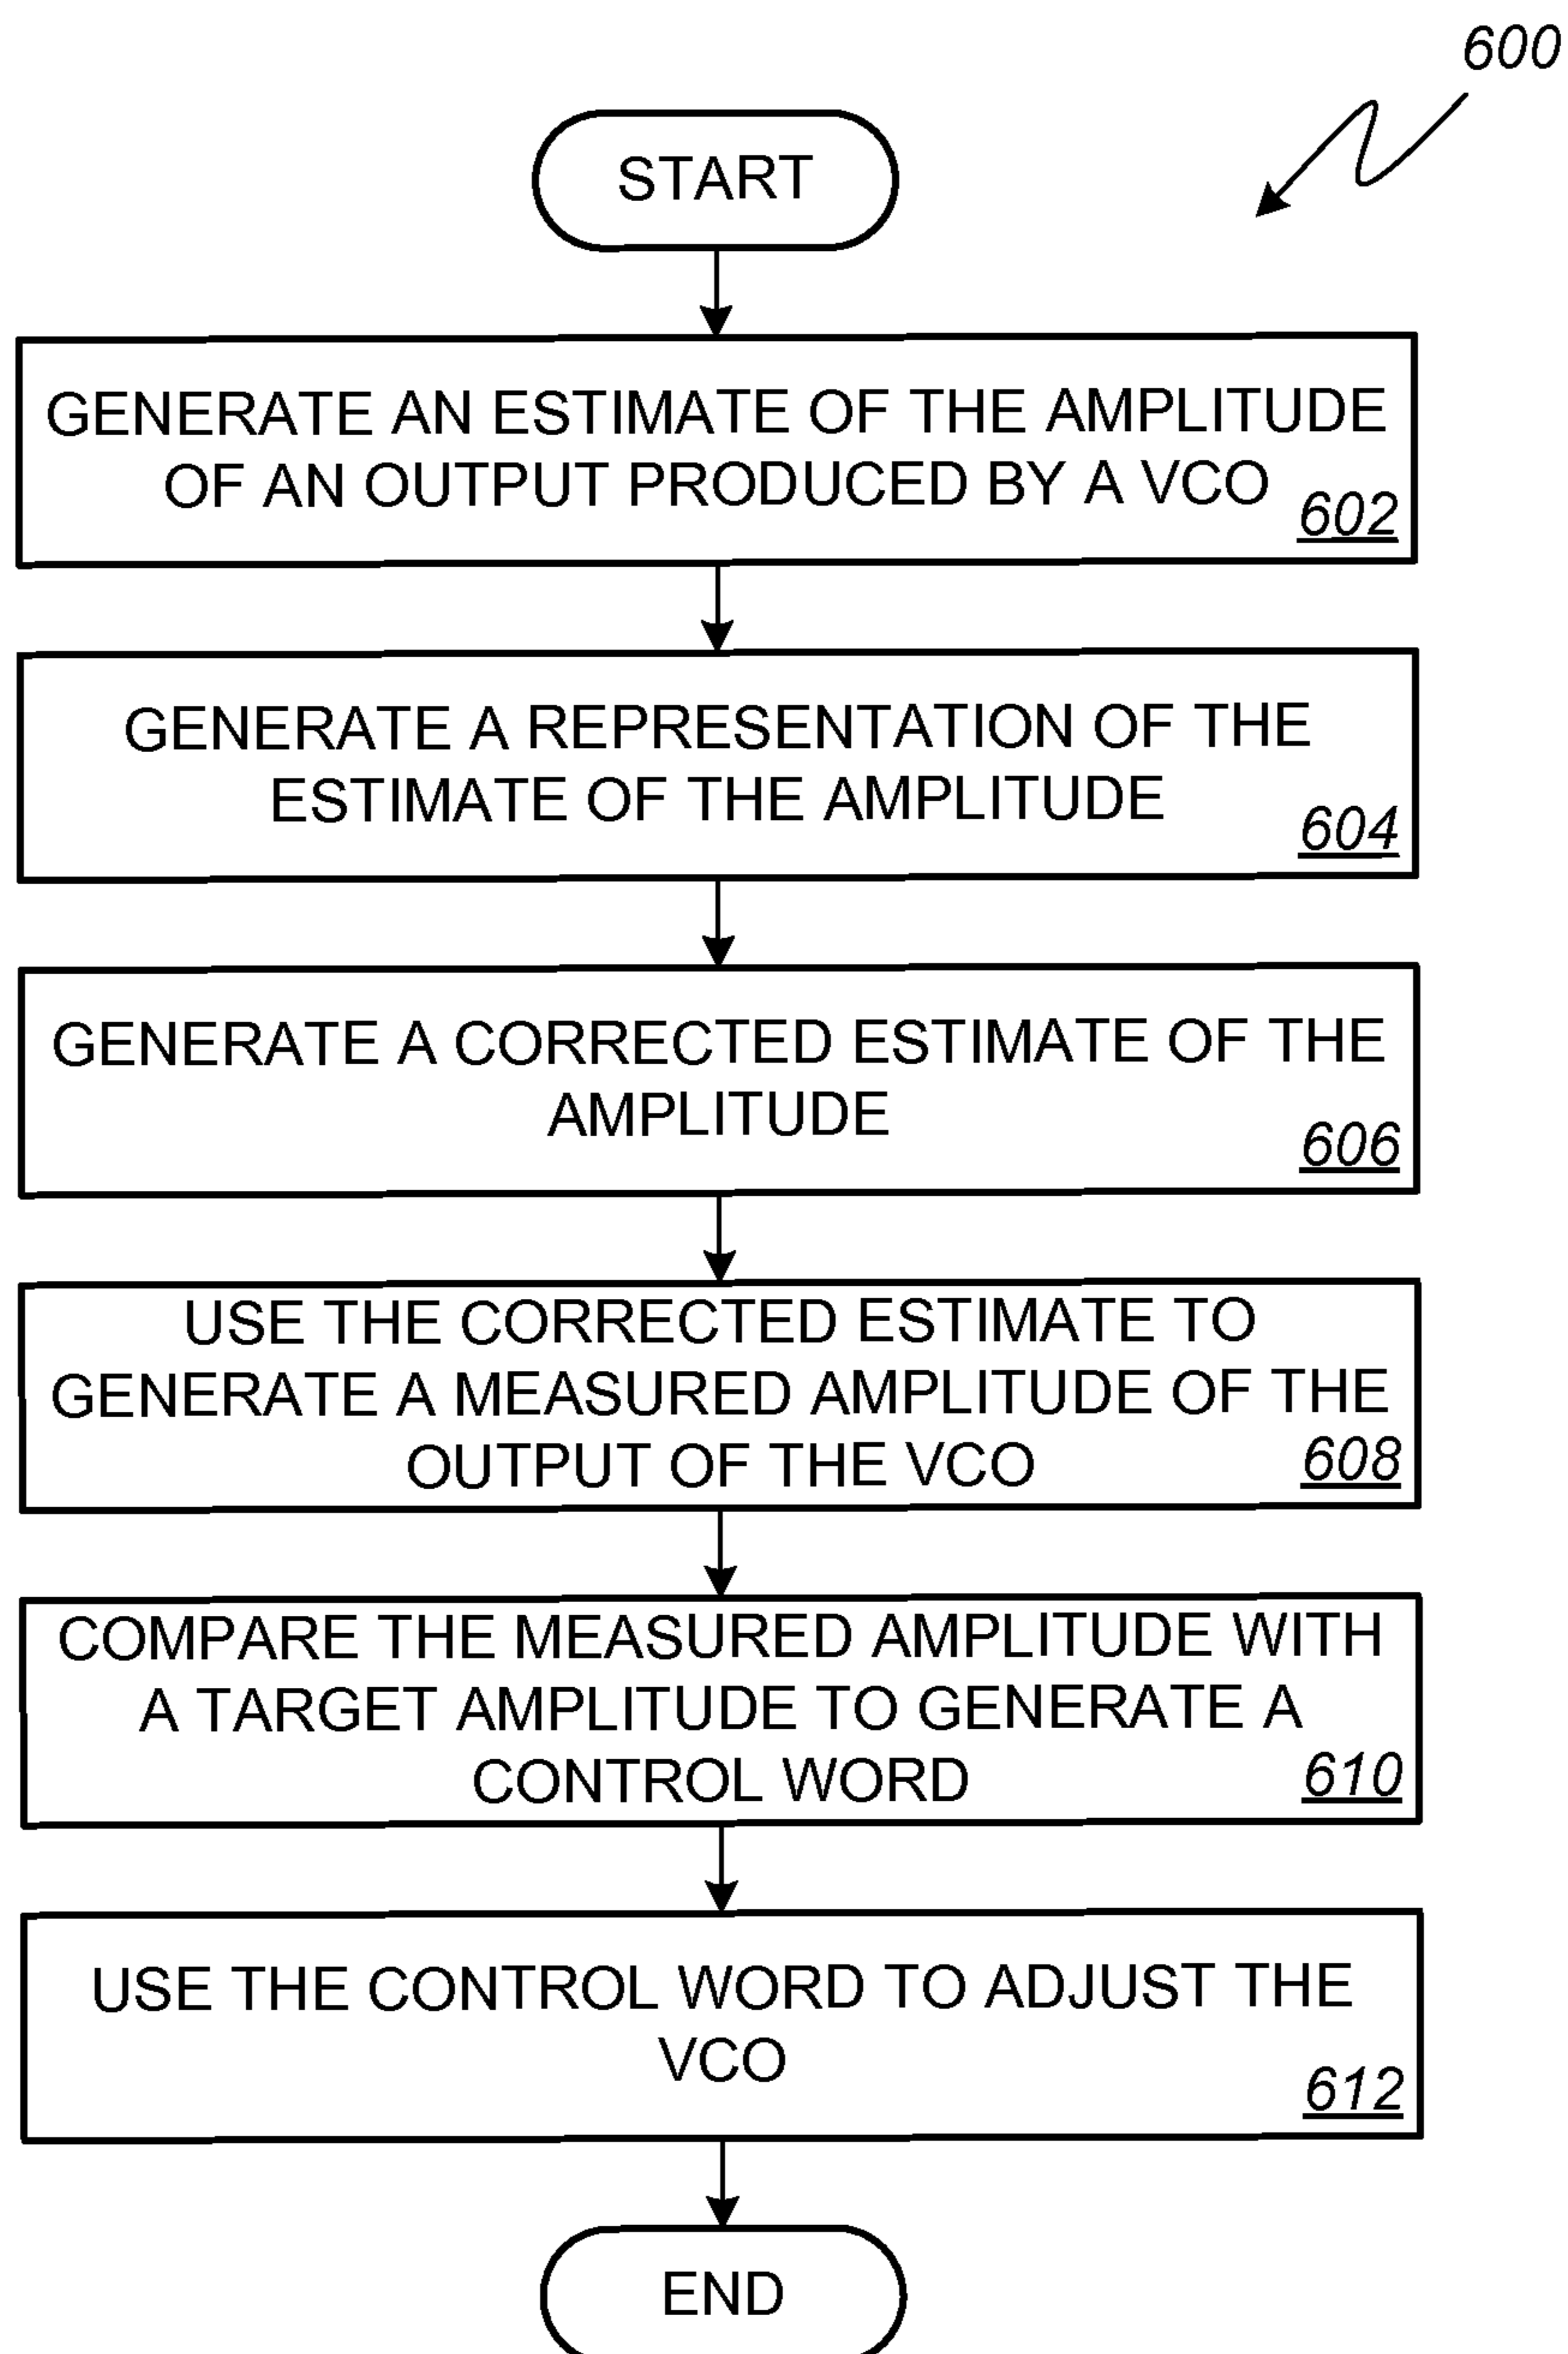 600
START
GENERATE AN ESTIMATE OF THE AMPLITUDE
OF AN OUTPUT PRODUCED BY A VCO
602
GENERATE A REPRESENTATION OF THE
ESTIMATE OF THE AMPLITUDE
604
GENERATE A CORRECTED ESTIMATE OF THE
AMPLITUDE
606
USE THE CORRECTED ESTIMATE TO
GENERATE A MEASURED AMPLITUDE OF THE
OUTPUT OF THE VCO
608
COMPARE THE MEASURED AMPLITUDE WITH
A TARGET AMPLITUDE TO GENERATE A
CONTROL WORD
610
USE THE CONTROL WORD TO ADJUST THE
VCO
612
END